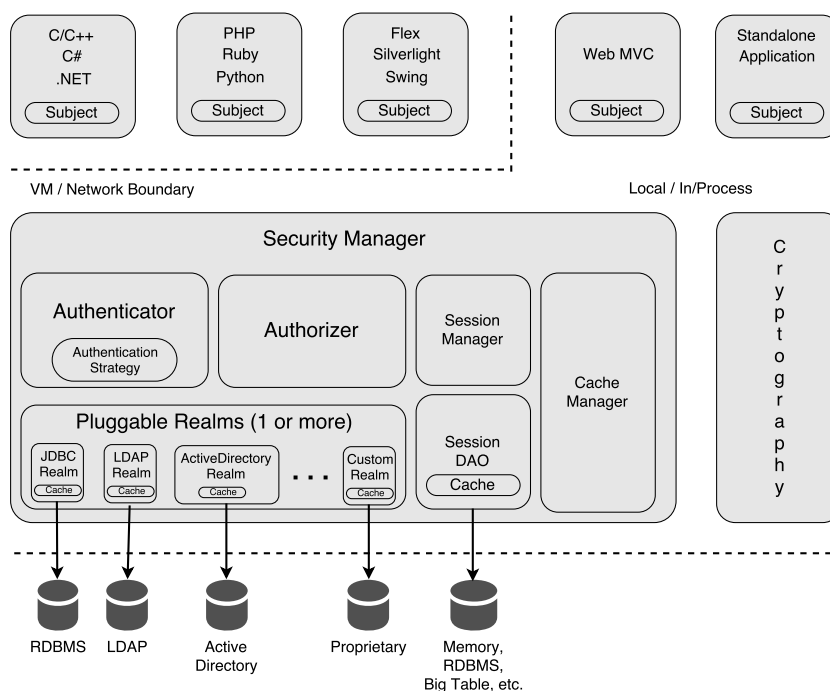 C/C++
C#
.NET
Subject
PHP
Ruby
Python
Subject
Flex
Silverlight
Swing
Subject
Web MVC
Subject
Standalone
Application
Subject
VM / Network Boundary
Local / In/Process
Security Manager
Authenticator
Authentication
Strategy
Authorizer
Session
Manager
Cache
Manager
Pluggable Realms (1 or more)
JDBC
Realm
Cache
LDAP
Realm
Cache
ActiveDirectory
Realm
Cache
...
Custom
Realm
Cache
Session
DAO
Cache
C
r
y
p
t
o
g
r
a
p
h
y
RDBMS
LDAP
Active
Directory
Proprietary
Memory,
RDBMS,
Big Table, etc.